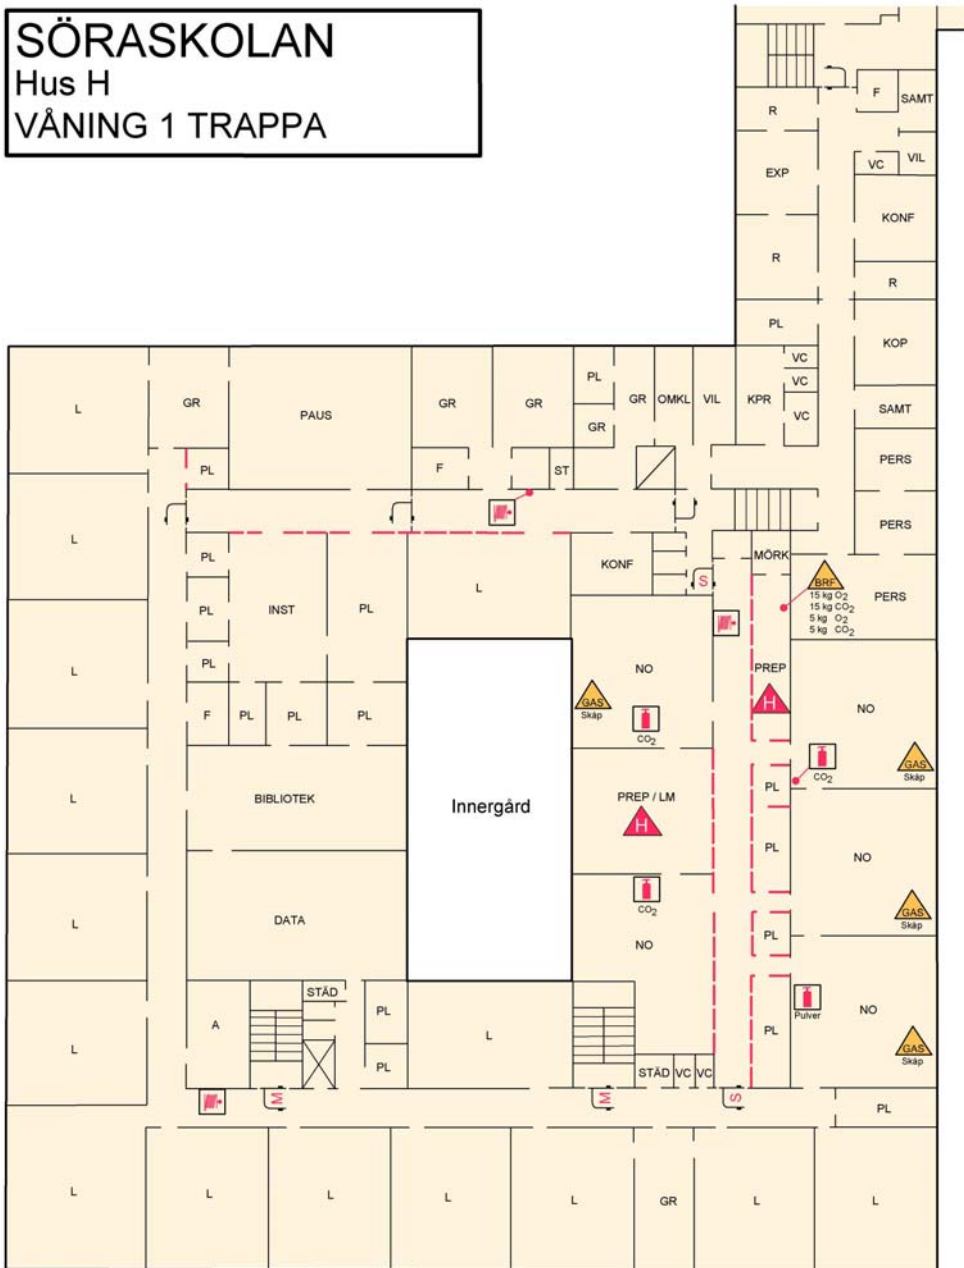 SÖRASKOLAN
Hus H
VÅNING 1 TRAPPA
F
SAMT
R
VC
VIL
EXP
KONF
R
R
PL
KOP
VC
VC
VC
SAMT
L
GR
PAUS
GR
GR
PL
GR
GR
OMKL
VIL
KPR
PERS
PL
F
ST
PERS
L
PL
KONF
MÖRK
BRF
15 kg O2
15 kg CO2
5 kg O2
5 kg CO2
PERS
PL
INST
PL
L
S
L
PL
NO
PREP
H
NO
GAS
Skåp
CO2
F
PL
PL
PL
CO2
GAS
Skåp
PL
L
BIBLIOTEK
Innergård
PREP / LM
H
PL
NO
CO2
GAS
Skåp
L
DATA
NO
PL
STÄD
PL
A
Pulver
NO
L
L
PL
GAS
Skåp
PL
STÄD
VC
VC
M
M
S
PL
L
L
L
L
L
GR
L
L